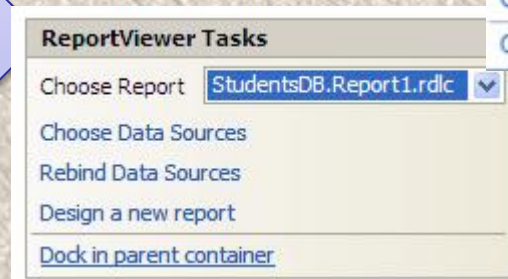 ReportViewer Tasks
Choose Report StudentsDB.Report1.rdlc
Choose Data Sources
Rebind Data Sources
Design a new report
Dock in parent container